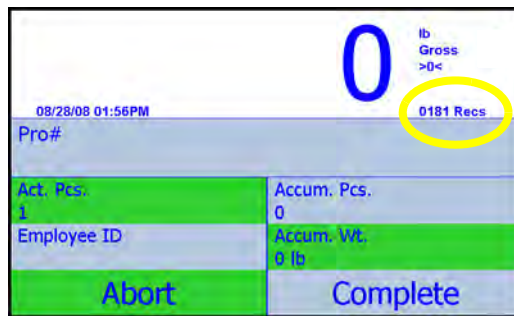 0
lb
Gross
>0<
08/28/08 01:56PM 0181 Recs
Pro#
Act. Pcs. Accum. Pcs.
1 0
Employee ID Accum. Wt.
0 lb
Abort Complete